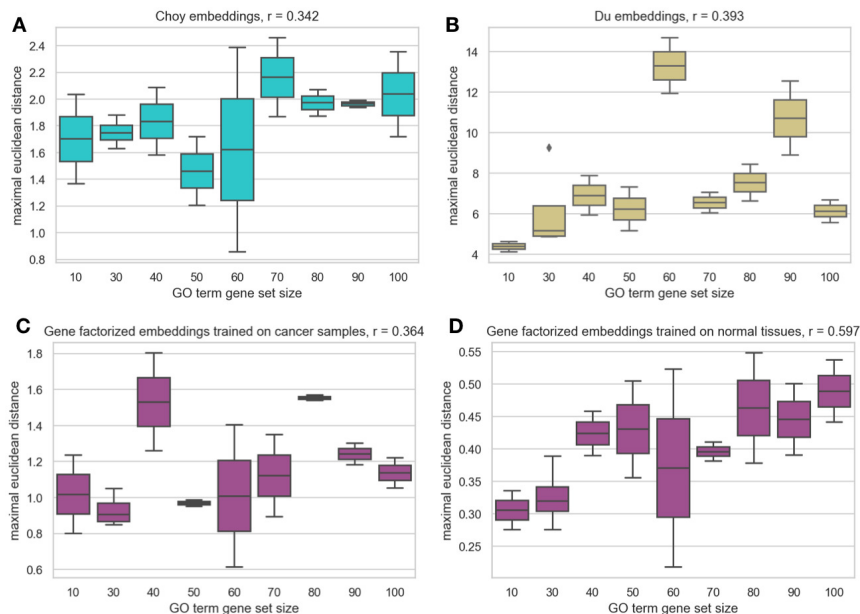 A
Choy embeddings, r = 0.342
maximal euclidean distance
2.4
2.2
2.0
1.8
1.6
1.4
1.2
1.0
0.8
10 30 40 50 60 70 80 90 100
GO term gene set size
B
Du embeddings, r = 0.393
maximal euclidean distance
14
12
10
8
6
4
10 30 40 50 60 70 80 90 100
GO term gene set size
C
Gene factorized embeddings trained on cancer samples, r = 0.364
maximal euclidean distance
1.8
1.6
1.4
1.2
1.0
0.8
0.6
10 30 40 50 60 70 80 90 100
GO term gene set size
D
Gene factorized embeddings trained on normal tissues, r = 0.597
maximal euclidean distance
0.55
0.50
0.45
0.40
0.35
0.30
0.25
10 30 40 50 60 70 80 90 100
GO term gene set size